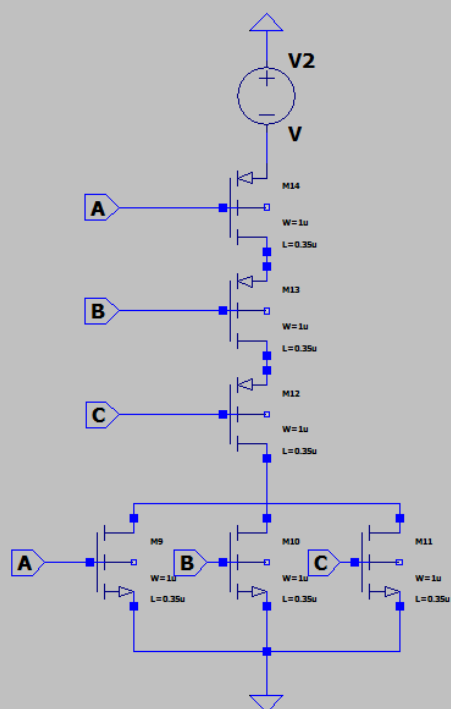 V2
V
M14
A
W=1u
L=0.35u
M13
B
W=1u
L=0.35u
M12
C
W=1u
L=0.35u
M9
M10
M11
A
B
C
W=1u
W=1u
W=1u
L=0.35u
L=0.35u
L=0.35u